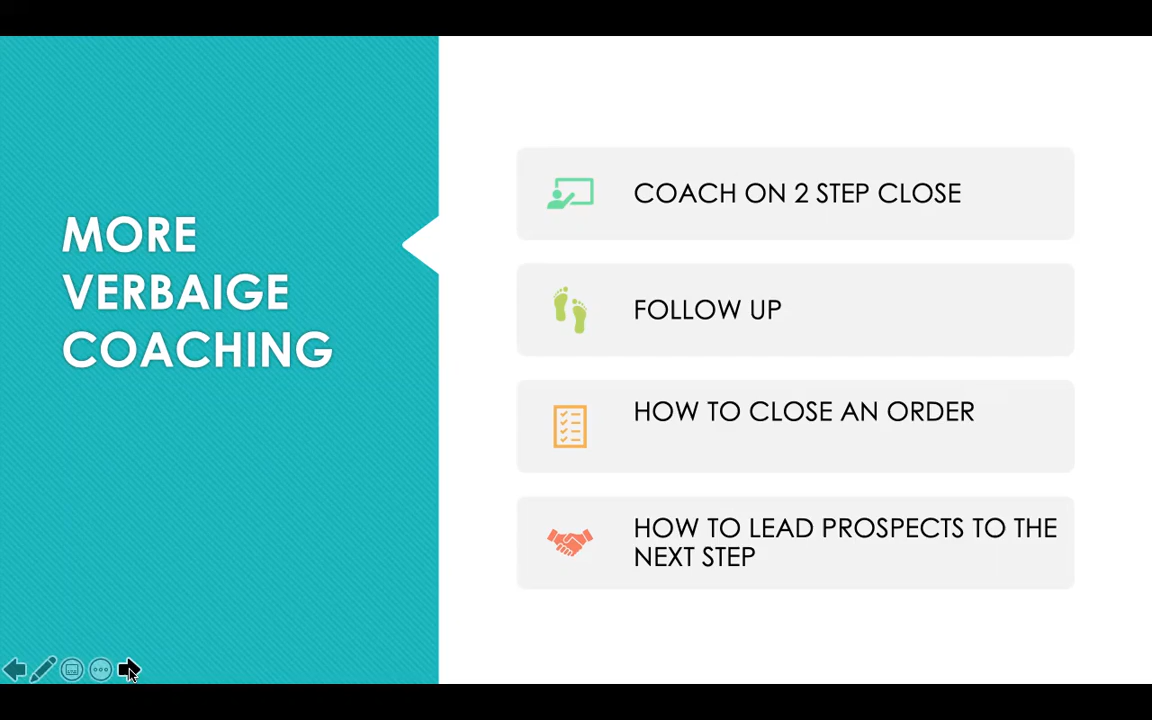 MORE
VERBAIGE
COACHING
COACH ON 2 STEP CLOSE
FOLLOW UP
HOW TO CLOSE AN ORDER
HOW TO LEAD PROSPECTS TO THE
NEXT STEP